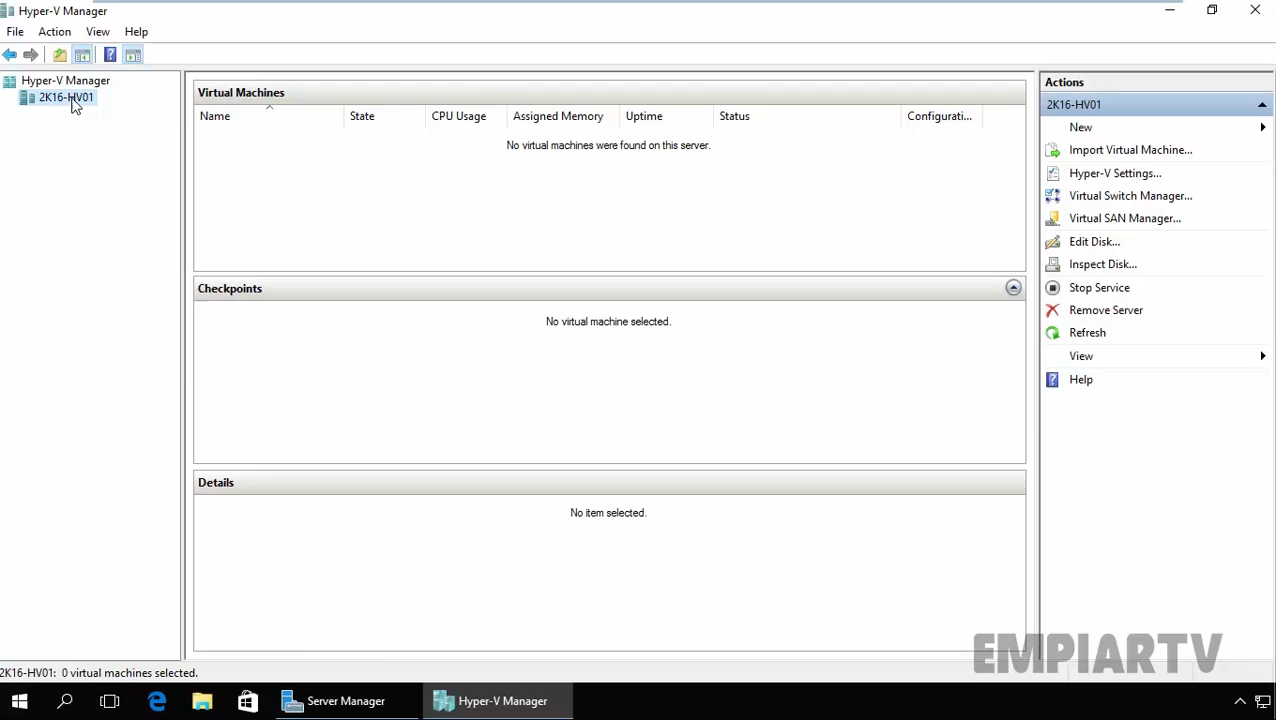 Hyper-V Manager
File Action View Help
Hyper-V Manager
2K16-HV01
Virtual Machines
Name State CPU Usage Assigned Memory Uptime Status Configurati...
No virtual machines were found on this server.
Checkpoints
No virtual machine selected.
Details
No item selected.
Actions
2K16-HV01
New
Import Virtual Machine...
Hyper-V Settings...
Virtual Switch Manager...
Virtual SAN Manager...
Edit Disk...
Inspect Disk...
Stop Service
Remove Server
Refresh
View
Help
EMPIARTV
2K16-HV01: 0 virtual machines selected.
Server Manager
Hyper-V Manager